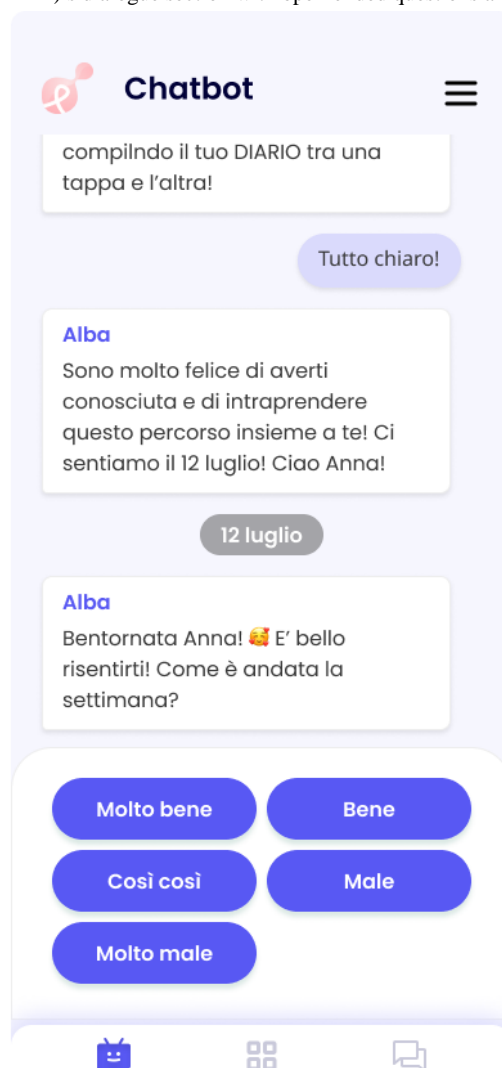 Chatbot
compilndo il tuo DIARIO tra una
tappa e l'altra!
Tutto chiaro!
Alba
Sono molto felice di averti
conosciuta e di intraprendere
questo percorso insieme a te! Ci
sentiamo il 12 luglio! Ciao Anna!
12 luglio
Alba
Bentornata Anna! 🥰 E' bello
risentirti! Come è andata la
settimana?
Molto bene
Bene
Così così
Male
Molto male